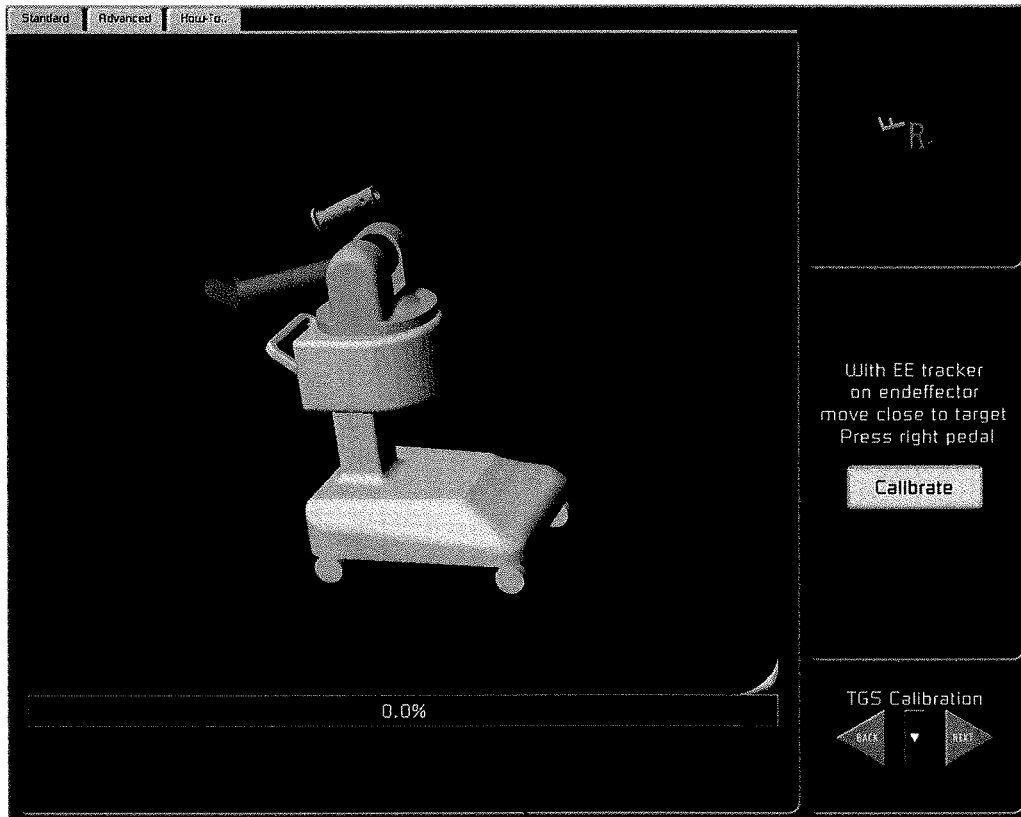 Standard Advanced How-To..
F R
With EE tracker
on endeffector
move close to target
Press right pedal
Calibrate
0.0%
TGS Calibration
BACK NEXT